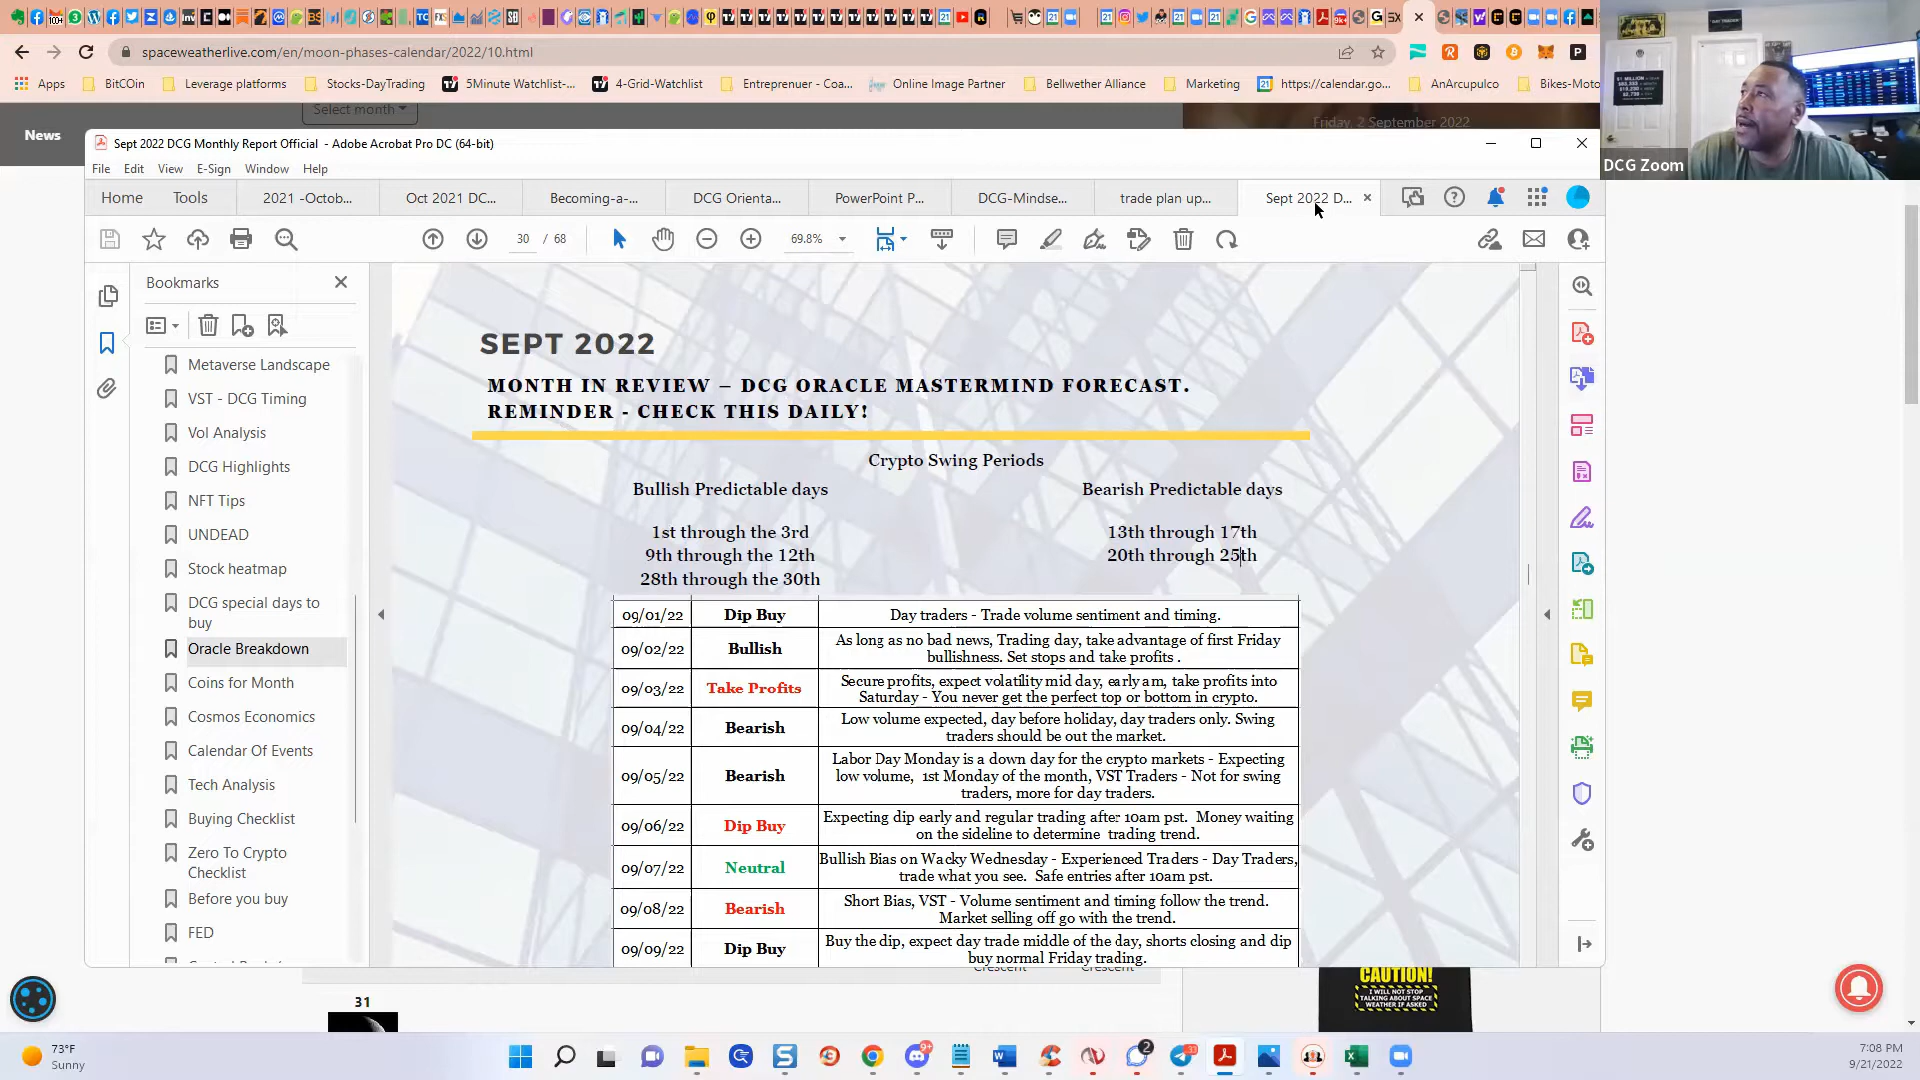 spaceweatherlive.com/en/moon-phases-calendar/2022/10.html
Apps
BitCOin
Leverage platforms
Stocks-DayTrading
5Minute Watchlist-...
4-Grid-Watchlist
Entreprenuer - Coa...
Online Image Partner
Bellwether Alliance
Marketing
https://calendar.go...
AnArcupulco
Bikes-Moto
Select month
News
Friday, 2 September 2022
DCG Zoom
Sept 2022 DCG Monthly Report Official - Adobe Acrobat Pro DC (64-bit)
File Edit View E-Sign Window Help
Home
Tools
2021 -Octob...
Oct 2021 DC...
Becoming-a-...
DCG Orienta...
PowerPoint P...
DCG-Mindse...
trade plan up...
Sept 2022 D...
30 / 68
69.8%
Bookmarks
Metaverse Landscape
VST - DCG Timing
Vol Analysis
DCG Highlights
NFT Tips
UNDEAD
Stock heatmap
DCG special days to
buy
Oracle Breakdown
Coins for Month
Cosmos Economics
Calendar Of Events
Tech Analysis
Buying Checklist
Zero To Crypto
Checklist
Before you buy
FED
SEPT 2022
MONTH IN REVIEW – DCG ORACLE MASTERMIND FORECAST.
REMINDER - CHECK THIS DAILY!
Crypto Swing Periods
Bullish Predictable days
1st through the 3rd
9th through the 12th
28th through the 30th
Bearish Predictable days
13th through 17th
20th through 25th
09/01/22 Dip Buy Day traders - Trade volume sentiment and timing.
09/02/22 Bullish As long as no bad news, Trading day, take advantage of first Friday
bullishness. Set stops and take profits .
09/03/22 Take Profits Secure profits, expect volatility mid day, early am, take profits into
Saturday - You never get the perfect top or bottom in crypto.
09/04/22 Bearish Low volume expected, day before holiday, day traders only. Swing
traders should be out the market.
09/05/22 Bearish Labor Day Monday is a down day for the crypto markets - Expecting
low volume, 1st Monday of the month, VST Traders - Not for swing
traders, more for day traders.
09/06/22 Dip Buy Expecting dip early and regular trading after 10am pst. Money waiting
on the sideline to determine trading trend.
09/07/22 Neutral Bullish Bias on Wacky Wednesday - Experienced Traders - Day Traders,
trade what you see. Safe entries after 10am pst.
09/08/22 Bearish Short Bias, VST - Volume sentiment and timing follow the trend.
Market selling off go with the trend.
09/09/22 Dip Buy Buy the dip, expect day trade middle of the day, shorts closing and dip
buy normal Friday trading.
Crescent Crescent
31
CAUTION!
I WILL NOT STOP
TALKING ABOUT SPACE
WEATHER IF ASKED
73°F
Sunny
7:08 PM
9/21/2022